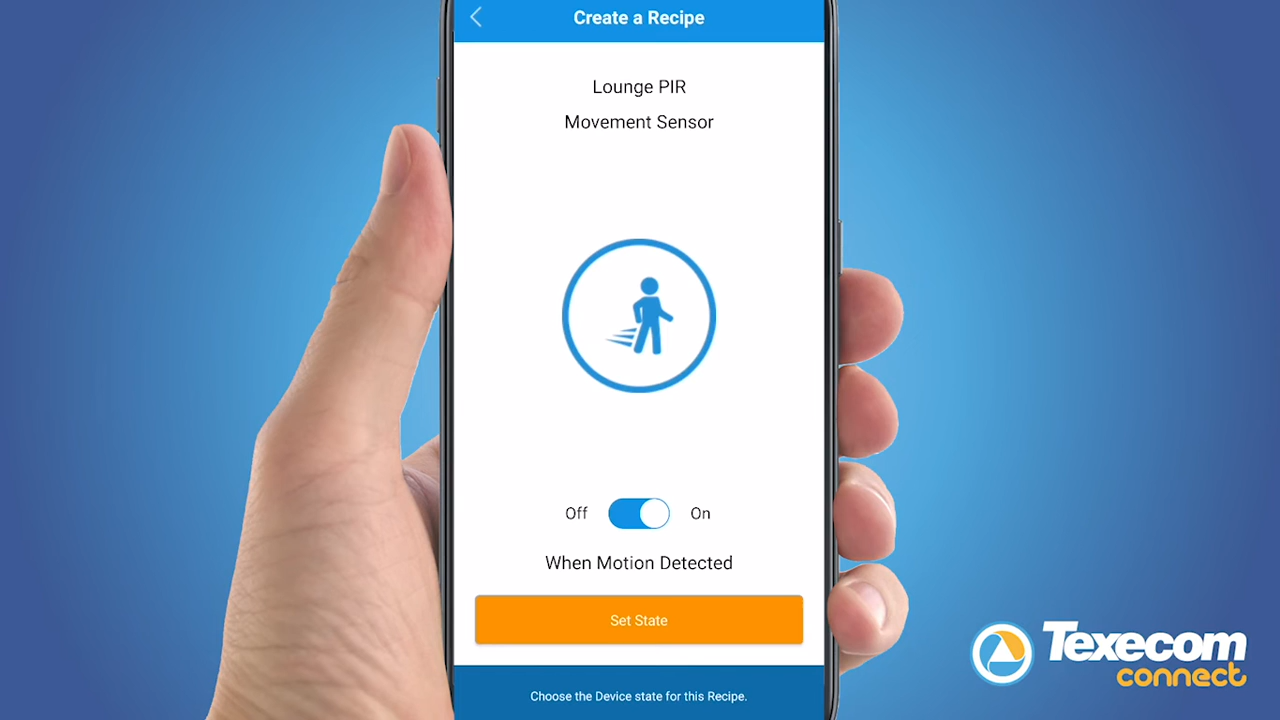 Create a Recipe
Lounge PIR
Movement Sensor
Off On
When Motion Detected
Set State
Choose the Device state for this Recipe.
Texecom
connect